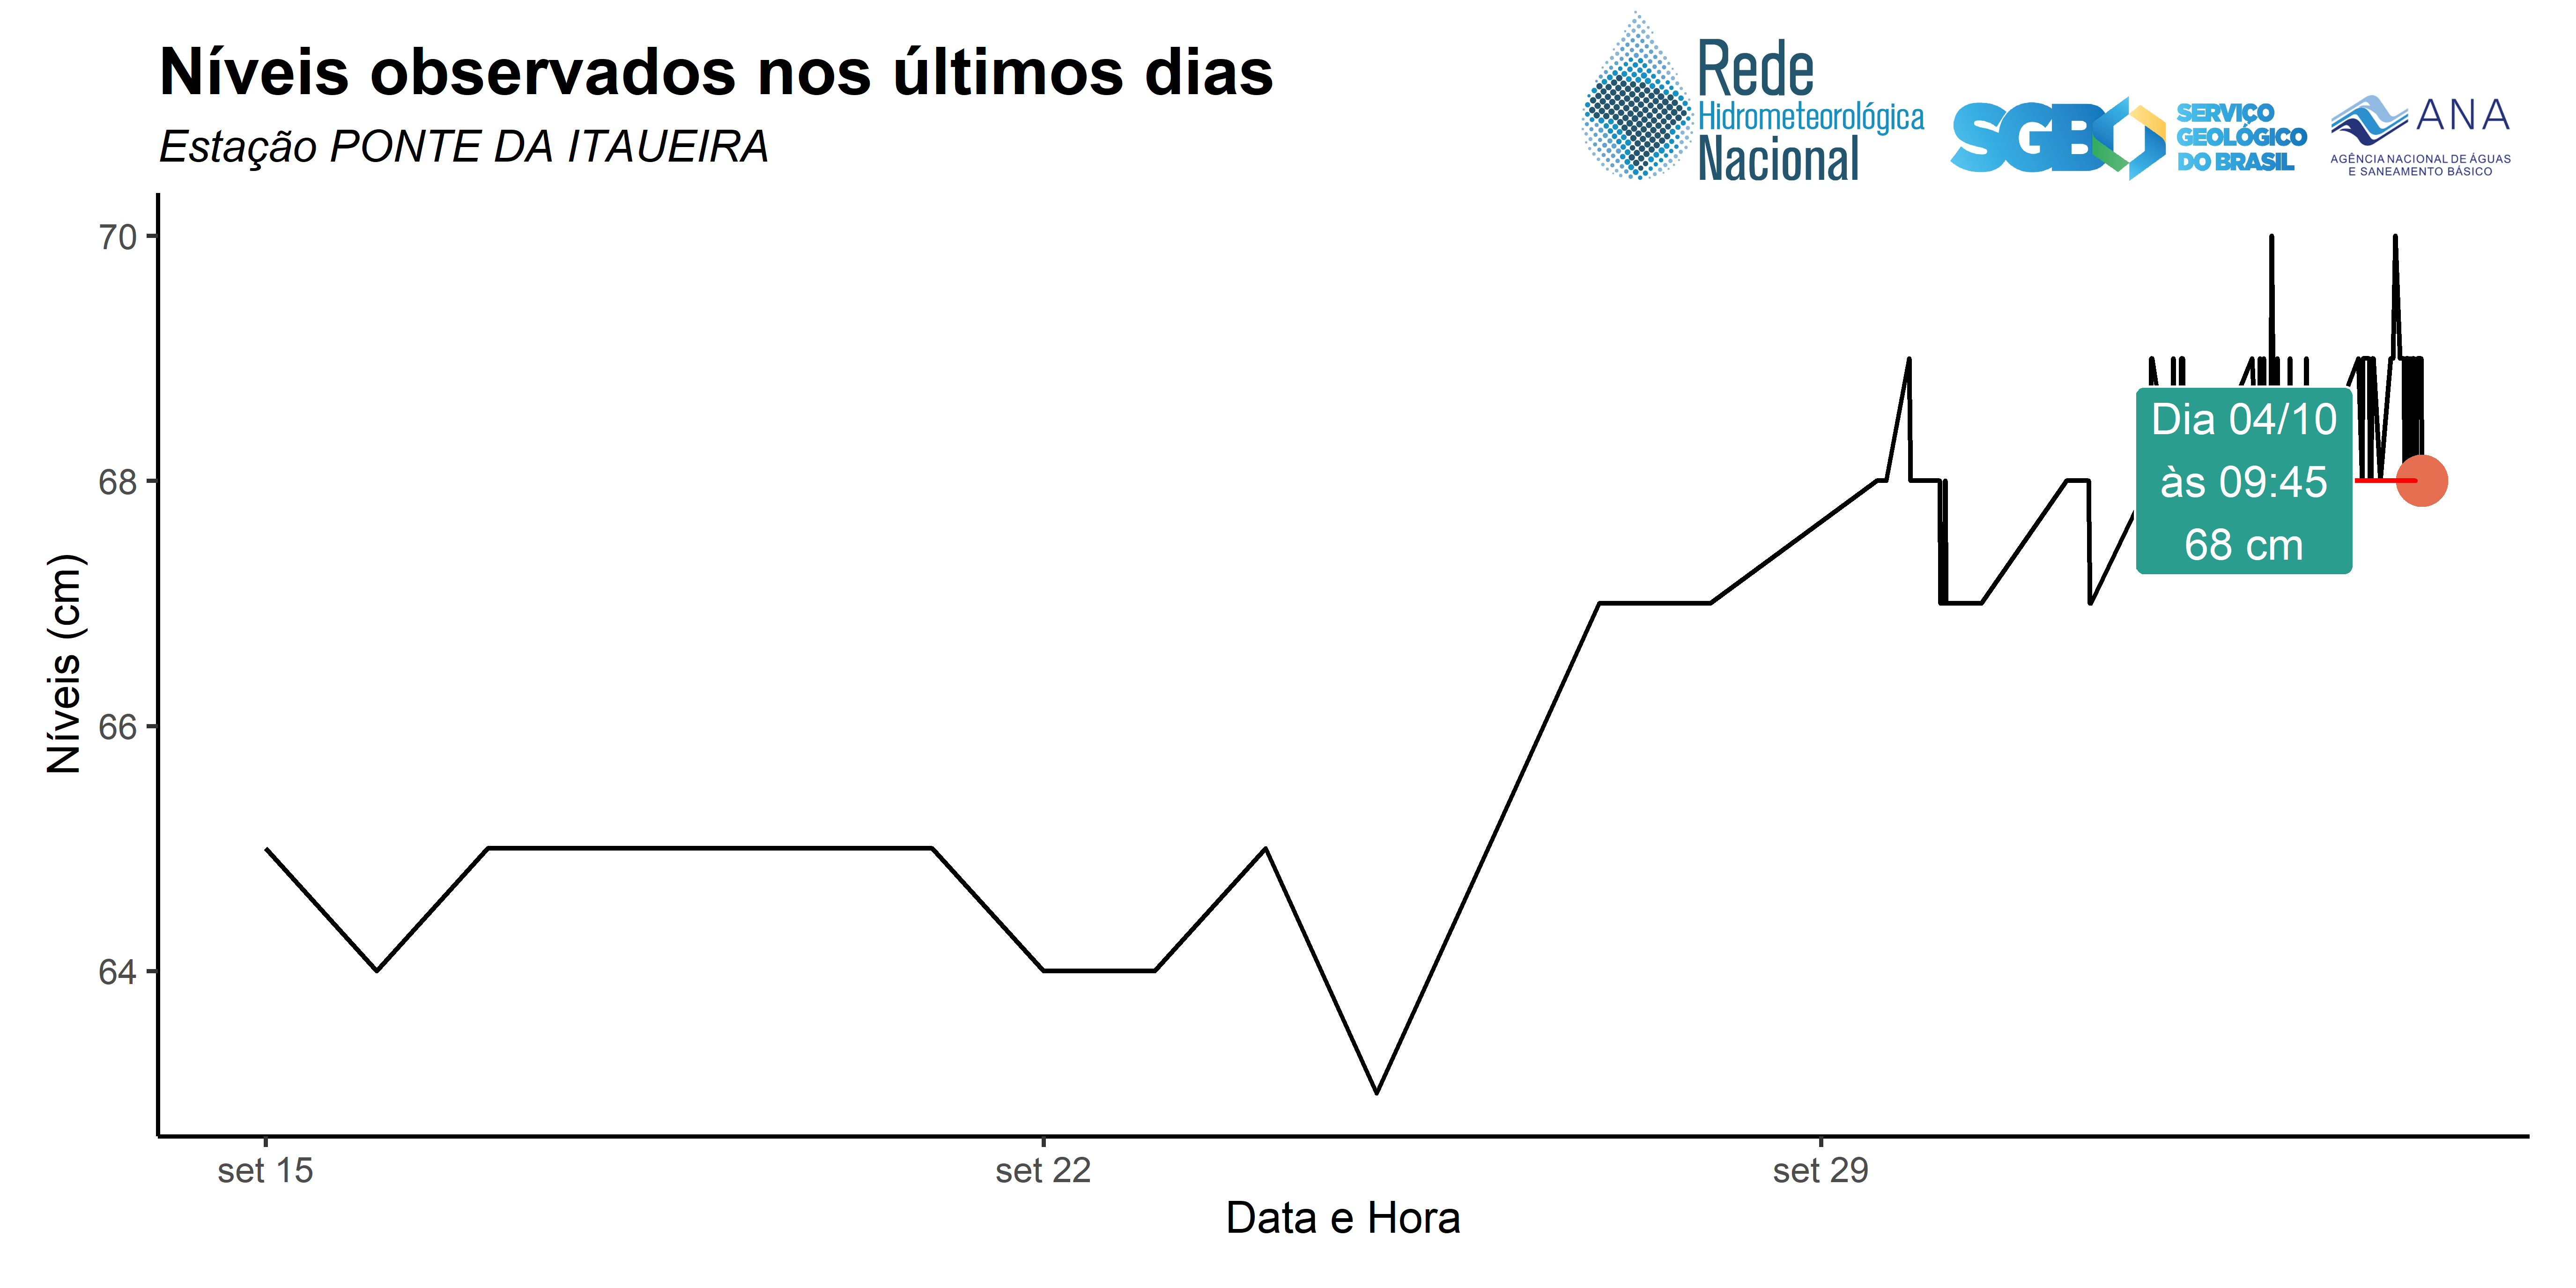 Níveis observados nos últimos dias
Estação PONTE DA ITAUEIRA
Rede
Hidrometeorológica
Nacional
SGB
SERVIÇO
GEOLÓGICO
DO BRASIL
ANA
AGÊNCIA NACIONAL DE ÁGUAS
E SANEAMENTO BÁSICO
Níveis (cm)
70
68
66
64
Dia 04/10
às 09:45
68 cm
set 15
set 22
set 29
Data e Hora